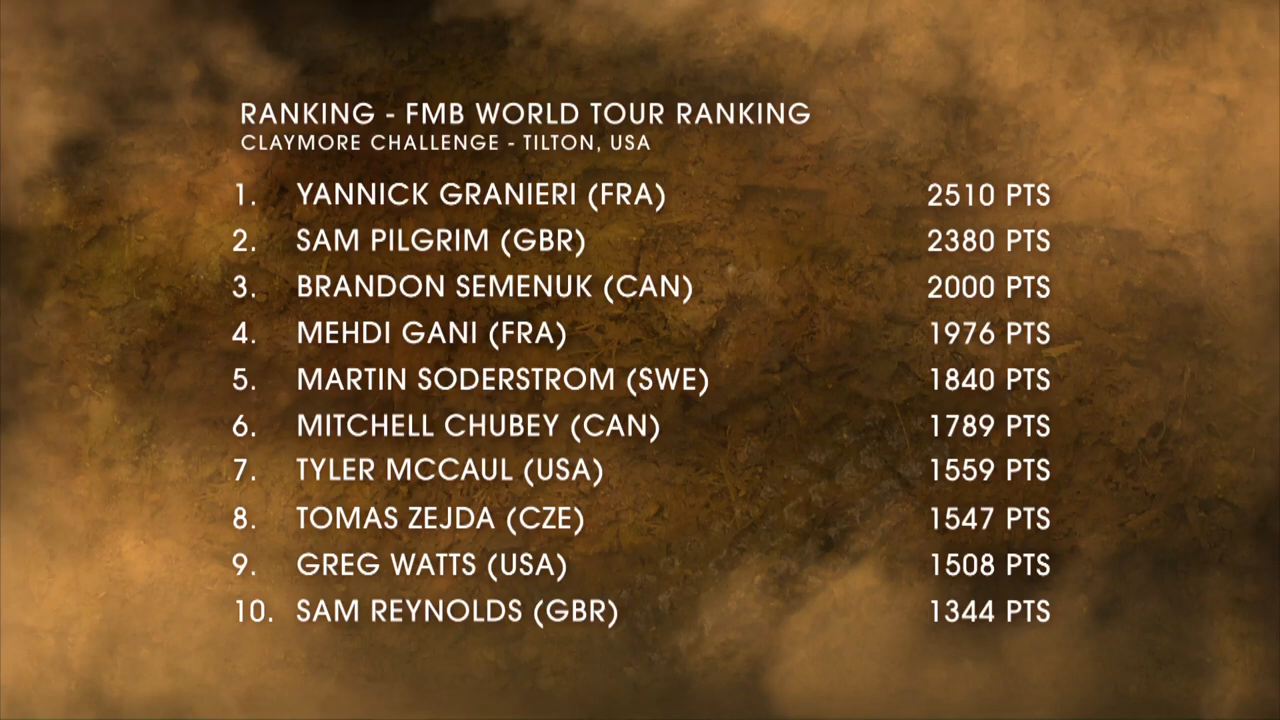 RANKING - FMB WORLD TOUR RANKING
CLAYMORE CHALLENGE - TILTON, USA
1. YANNICK GRANIERI (FRA) 2510 PTS
2. SAM PILGRIM (GBR) 2380 PTS
3. BRANDON SEMENUK (CAN) 2000 PTS
4. MEHDI GANI (FRA) 1976 PTS
5. MARTIN SODERSTROM (SWE) 1840 PTS
6. MITCHELL CHUBEY (CAN) 1789 PTS
7. TYLER MCCAUL (USA) 1559 PTS
8. TOMAS ZEJDA (CZE) 1547 PTS
9. GREG WATTS (USA) 1508 PTS
10. SAM REYNOLDS (GBR) 1344 PTS